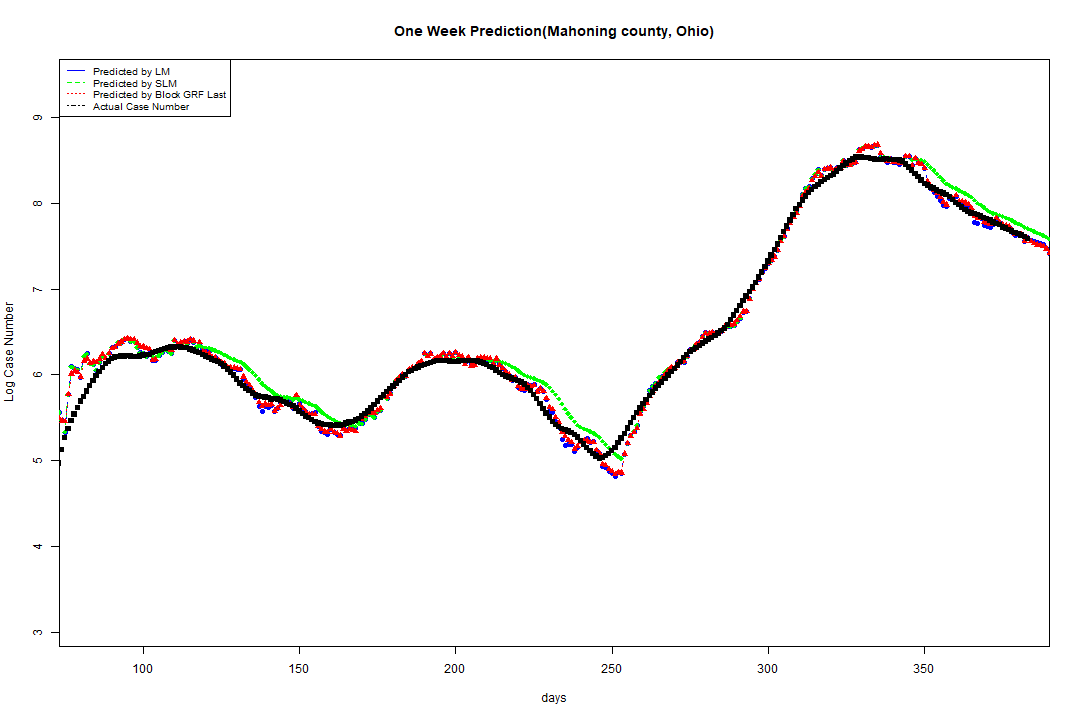 One Week Prediction(Mahoning county, Ohio)
Predicted by LM
Predicted by SLM
Predicted by Block GRF Last
Actual Case Number
9
8
7
6
5
4
3
Log Case Number
100 150 200 250 300 350
days